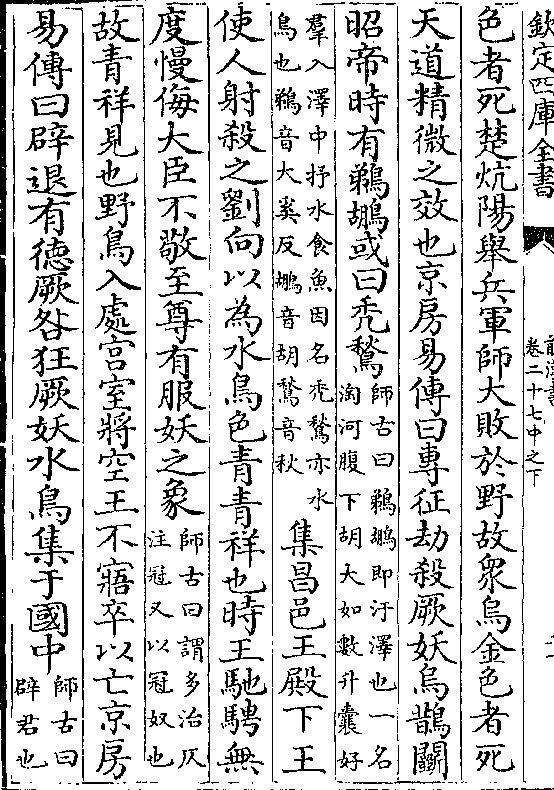 欽定四庫全書
前漢書
卷二十七中之下
色者死楚炕陽舉兵軍師大敗於野故衆烏金色者死
天道精微之效也京房易傳曰專征劫殺厥妖烏鵲鬭
昭帝時有鵜鶘或曰禿鶖師古曰鵜鶘即汙澤也一名淘河腹下胡大如數升囊好
羣入澤中抒水食魚因名禿鶖亦水鳥也鵜音大奚反鶘音胡鶖音秋集昌邑王殿下王
使人射殺之劉向以為水鳥色青青祥也時王馳騁無
度慢侮大臣不敬至尊有服妖之象師古曰謂多治仄注冠又以冠奴也
故青祥見也野鳥入處宫室將空王不寤卒以亡京房
易傳曰辟退有徳厥咎狂厥妖水鳥集于國中師古曰辟君也